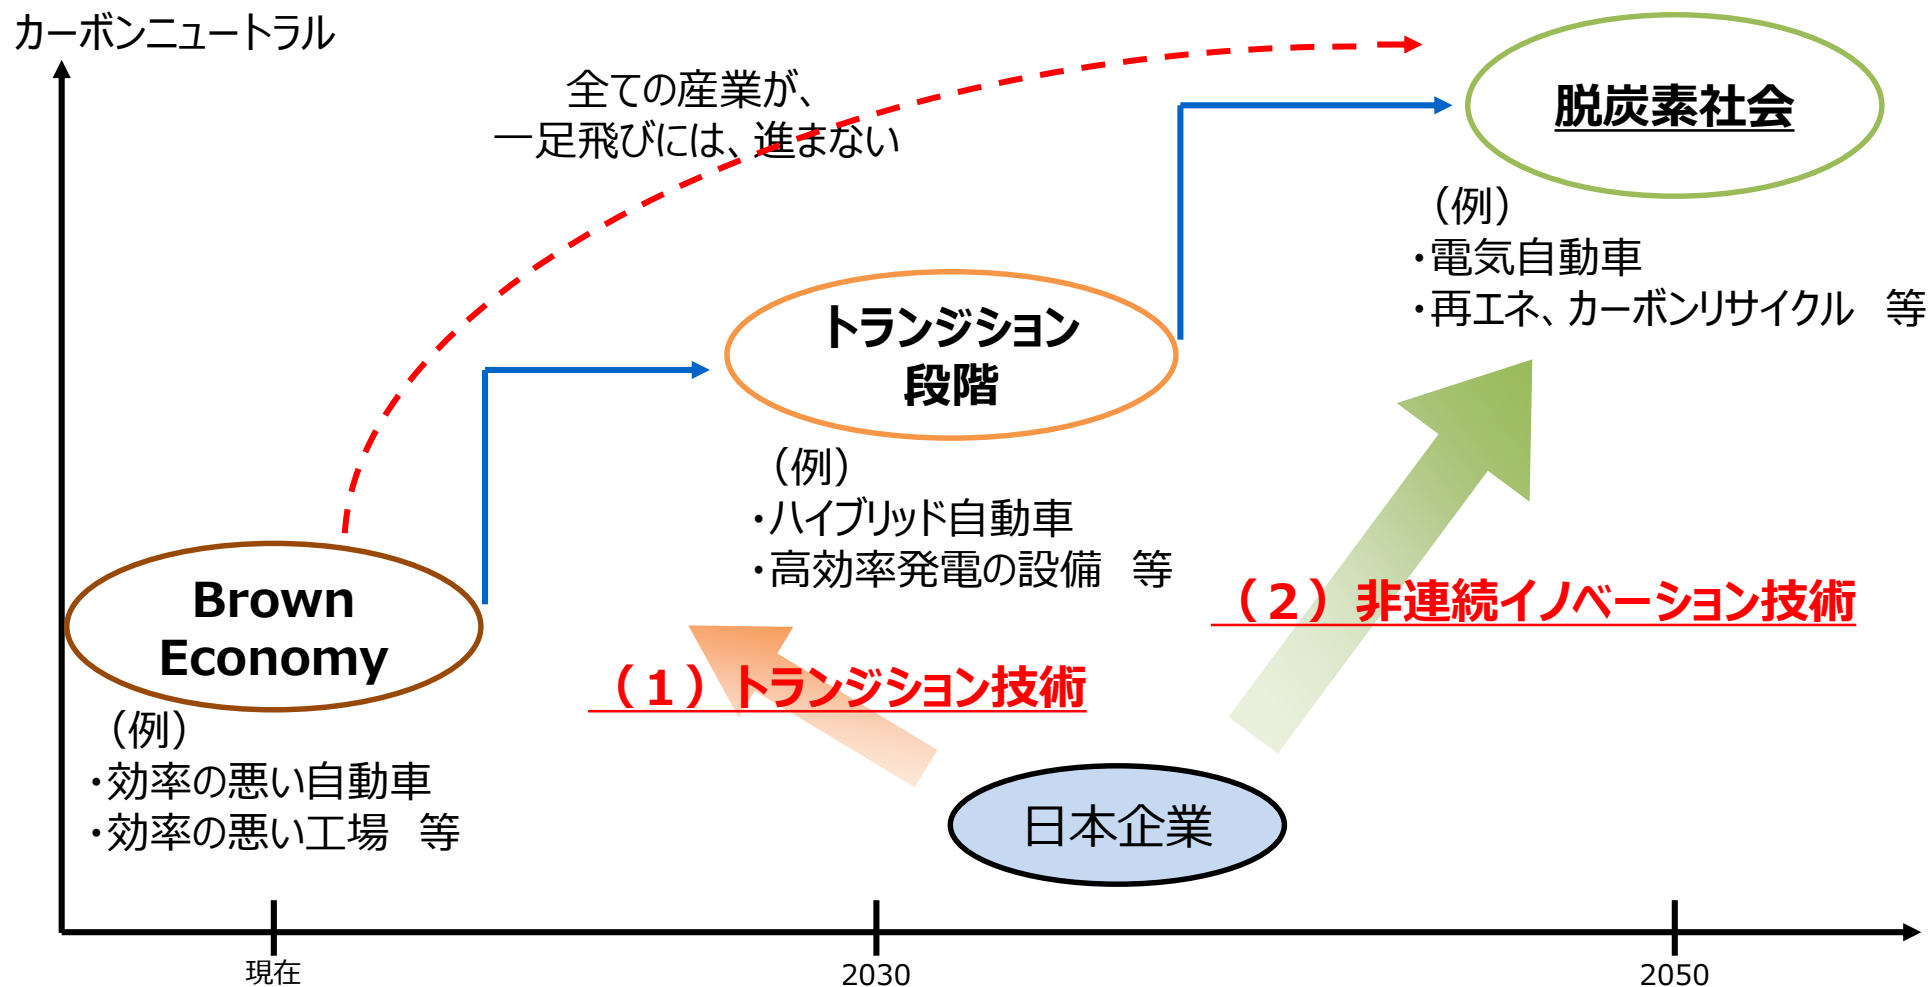 カーボンニュートラル
全ての産業が、
一足飛びには、進まない
脱炭素社会
（例）
・電気自動車
・再エネ、カーボンリサイクル　等
トランジション
段階
（例）
・ハイブリッド自動車
・高効率発電の設備　等
Brown
Economy
（例）
・効率の悪い自動車
・効率の悪い工場　等
（２）非連続イノベーション技術
（１）トランジション技術
日本企業
現在
2030
2050